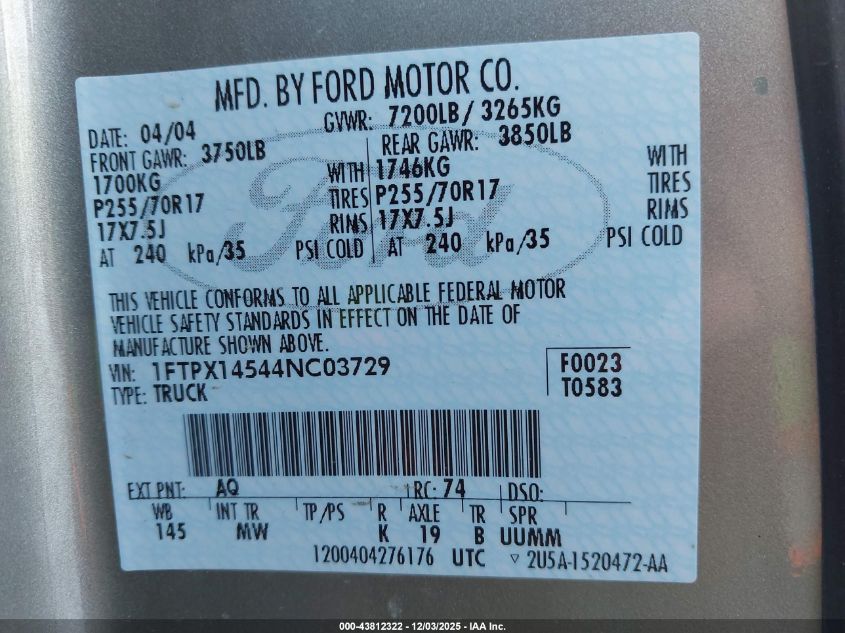 MFD. BY FORD MOTOR CO.
DATE: 04/04 GVWR: 7200LB/ 3265KG
FRONT GAWR: 3750LB REAR GAWR: 3850LB
1700KG WITH 1746KG WITH
P255/70R17 TIRES P255/70R17 TIRES
17X7.5J RIMS 17X7.5J RIMS
AT 240 kPa/35 PSI COLD AT 240 kPa/35 PSI COLD
Ford
THIS VEHICLE CONFORMS TO ALL APPLICABLE FEDERAL MOTOR
VEHICLE SAFETY STANDARDS IN EFFECT ON THE DATE OF
MANUFACTURE SHOWN ABOVE.
VIN: 1FTPX14544NC03729 F0023
TYPE: TRUCK T0583
EXT PNT: AQ RC: 74 DSO:
WB INT TR TP/PS R AXLE TR SPR
145 MW K 19 B UUMM
1200404276176 UTC ▽ 2U5A-1520472-AA
000-43812322 - 12/03/2025 - IAA Inc.